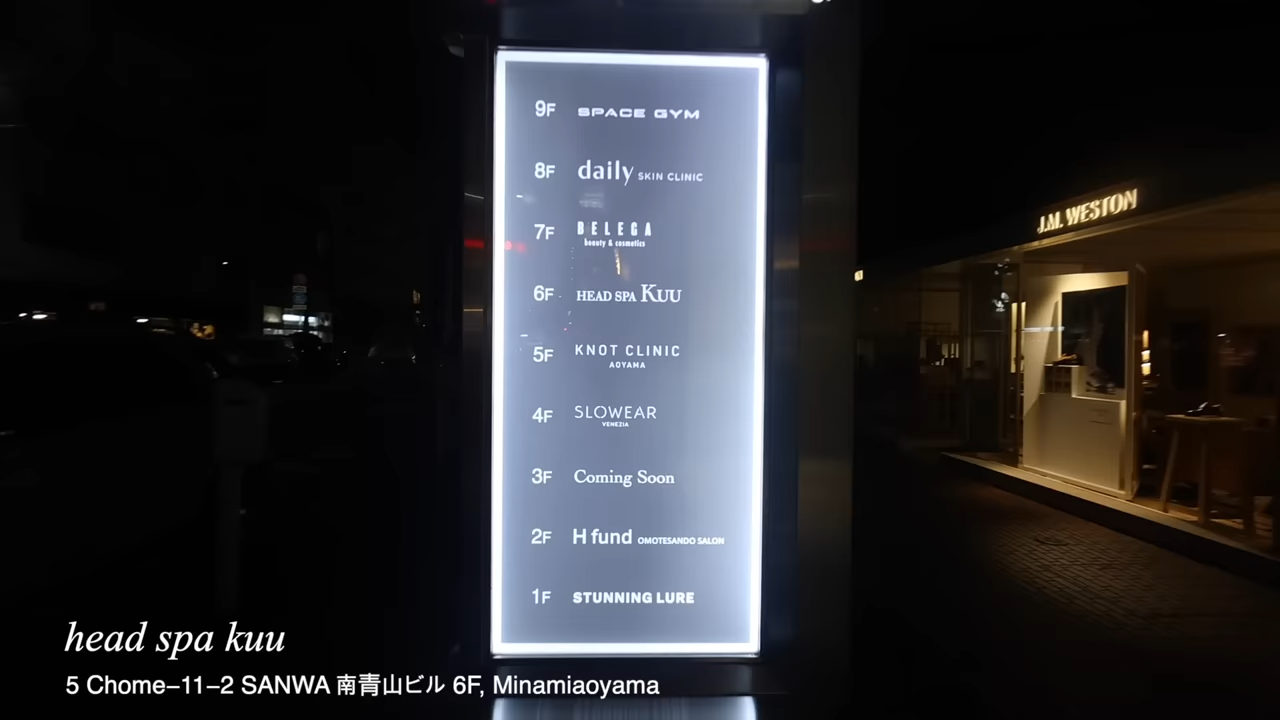 9F SPACE GYM
8F daily SKIN CLINIC
7F BELEGA
beauty & cosmetics
6F HEAD SPA KUU
5F KNOT CLINIC
AOYAMA
4F SLOWEAR
VENEZIA
3F Coming Soon
2F H fund OMOTESANDO SALON
1F STUNNING LURE
J.M. WESTON
head spa kuu
5 Chome–11–2 SANWA 南青山ビル 6F, Minamiaoyama